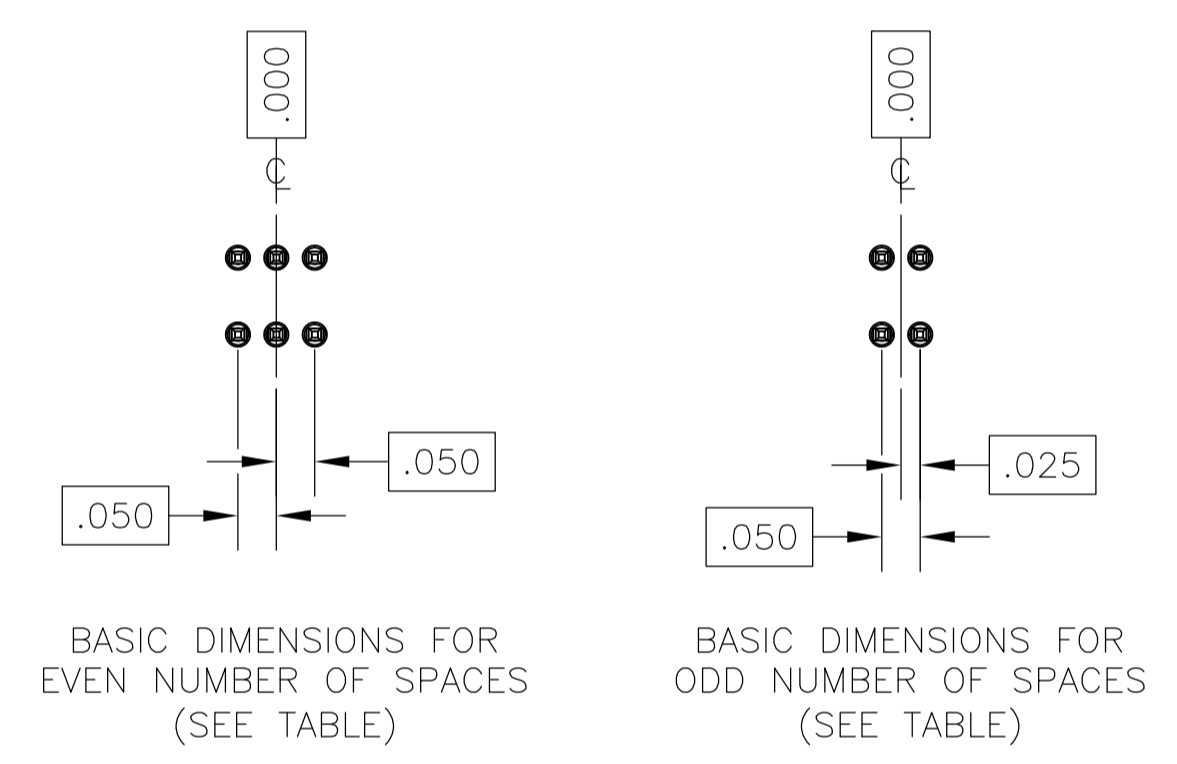 .000
℄
.050
.050
BASIC DIMENSIONS FOR
EVEN NUMBER OF SPACES
(SEE TABLE)
.000
℄
.025
.050
BASIC DIMENSIONS FOR
ODD NUMBER OF SPACES
(SEE TABLE)